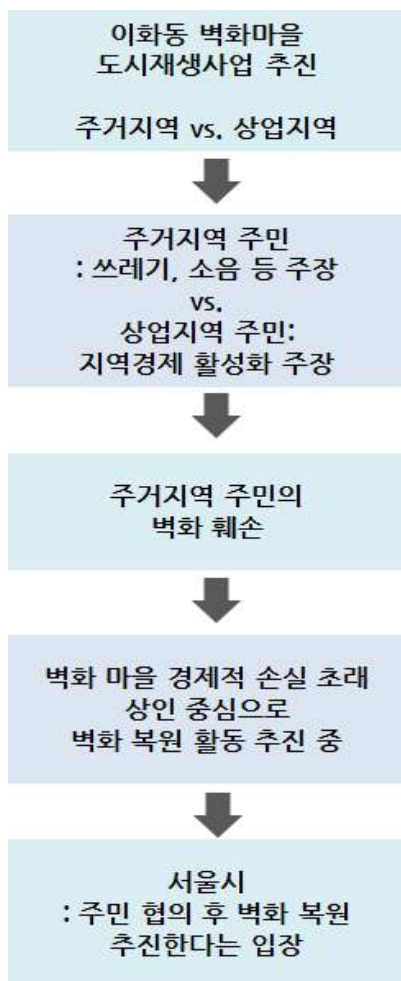 이화동 벽화마을
도시재생사업 추진
주거지역 vs. 상업지역
주거지역 주민
: 쓰레기, 소음 등 주장
vs.
상업지역 주민:
지역경제 활성화 주장
주거지역 주민의
벽화 훼손
벽화 마을 경제적 손실 초래
상인 중심으로
벽화 복원 활동 추진 중
서울시
: 주민 협의 후 벽화 복원
추진한다는 입장